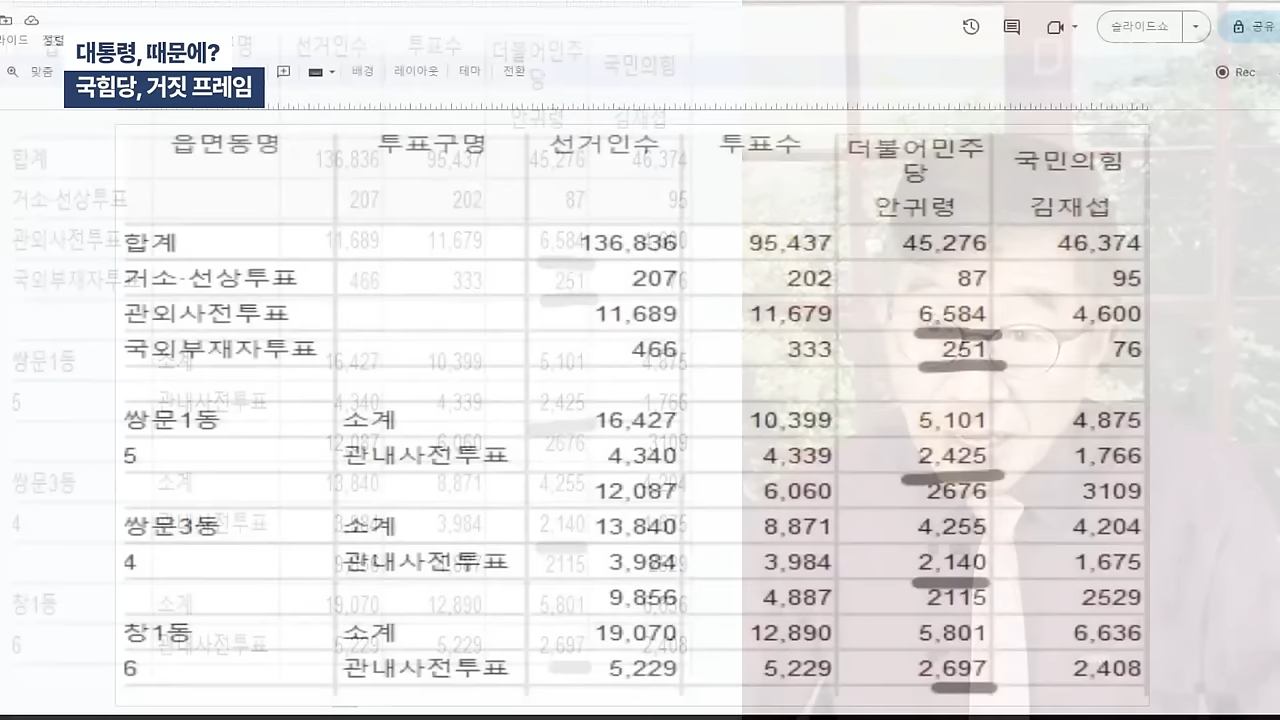 라이드
정렬
슬라이드쇼
공유
대통령, 때문에?
국힘당, 거짓 프레임
맞춤
배경 레이아웃 테마 전환
Rec
읍면동명 투표구명 선거인수 투표수 더불어민주당 국민의힘
안귀령 김재섭
합계 136,836 95,437 45,276 46,374
거소·선상투표 207 202 87 95
관외사전투표 11,689 11,679 6,584 4,600
국외부재자투표 466 333 251 76
쌍문1동 소계 16,427 10,399 5,101 4,875
5 관내사전투표 4,340 4,339 2,425 1,766
12,087 6,060 2676 3109
쌍문3동 소계 13,840 8,871 4,255 4,204
4 관내사전투표 3,984 3,984 2,140 1,675
9,856 4,887 2115 2529
창1동 소계 19,070 12,890 5,801 6,636
6 관내사전투표 5,229 5,229 2,697 2,408